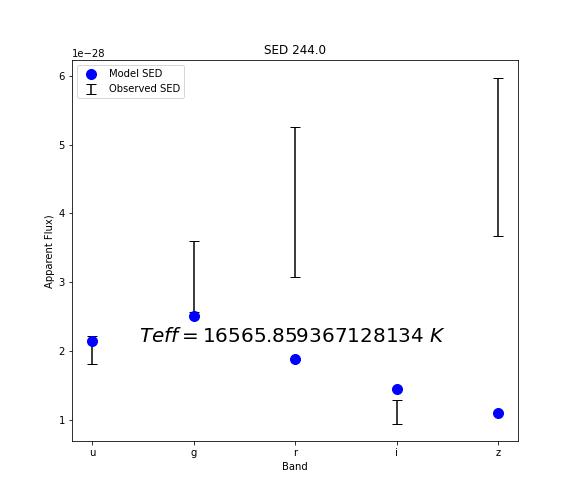 SED 244.0
1e−28
Model SED
Observed SED
6
5
4
3
2
1
Apparent Flux)
Teff = 16565.859367128134 K
u g r i z
Band